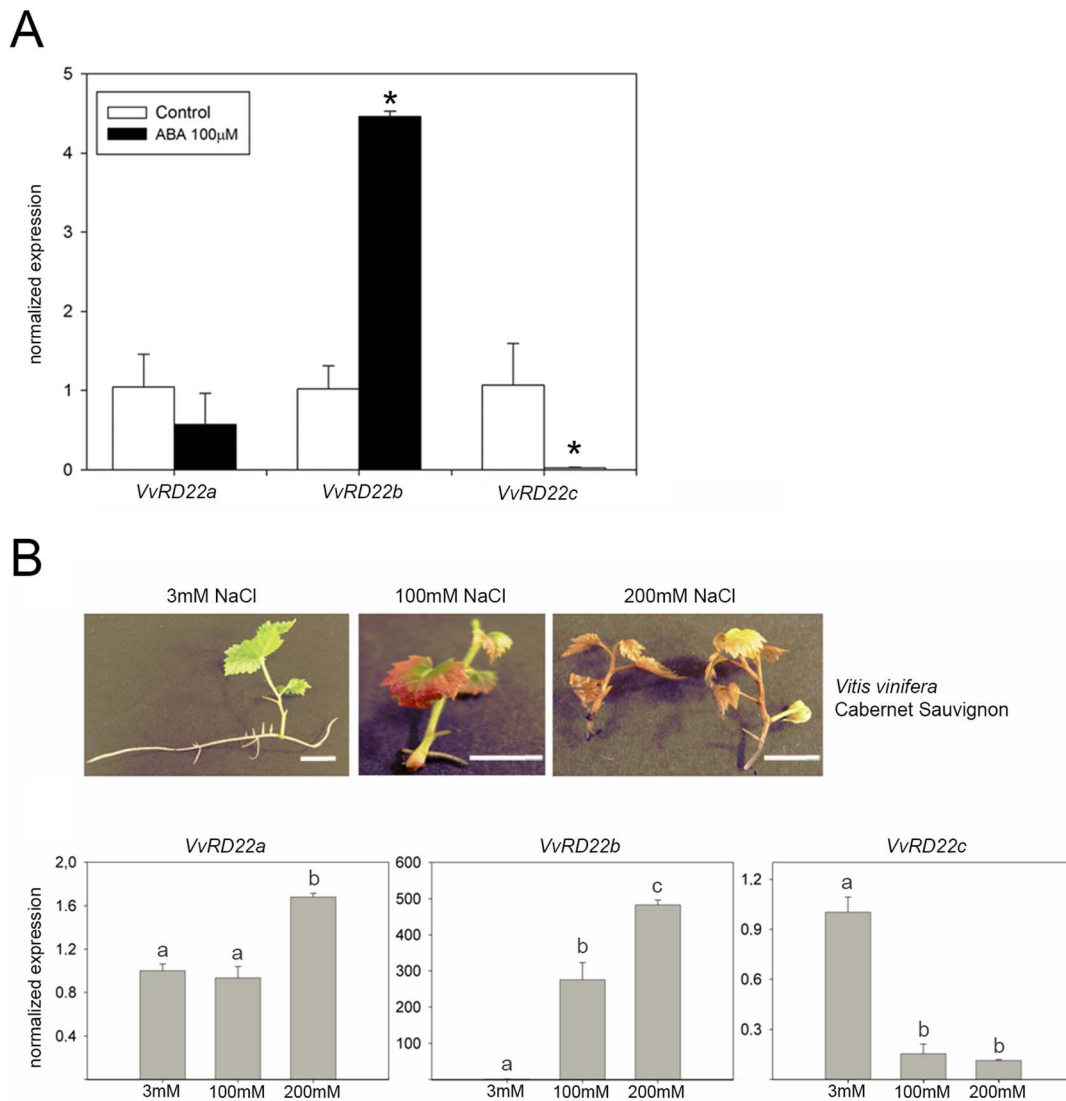 A
5
4
3
2
1
0
normalized expression
Control
ABA 100µM
*
*
VvRD22a
VvRD22b
VvRD22c
B
3mM NaCl
100mM NaCl
200mM NaCl
Vitis vinifera
Cabernet Sauvignon
VvRD22a
normalized expression
2,0
1.6
1.2
0.8
0.4
a
a
b
3mM
100mM
200mM
VvRD22b
600
500
400
300
200
100
a
b
c
3mM
100mM
200mM
VvRD22c
1.2
0.9
0.6
0.3
a
b
b
3mM
100mM
200mM